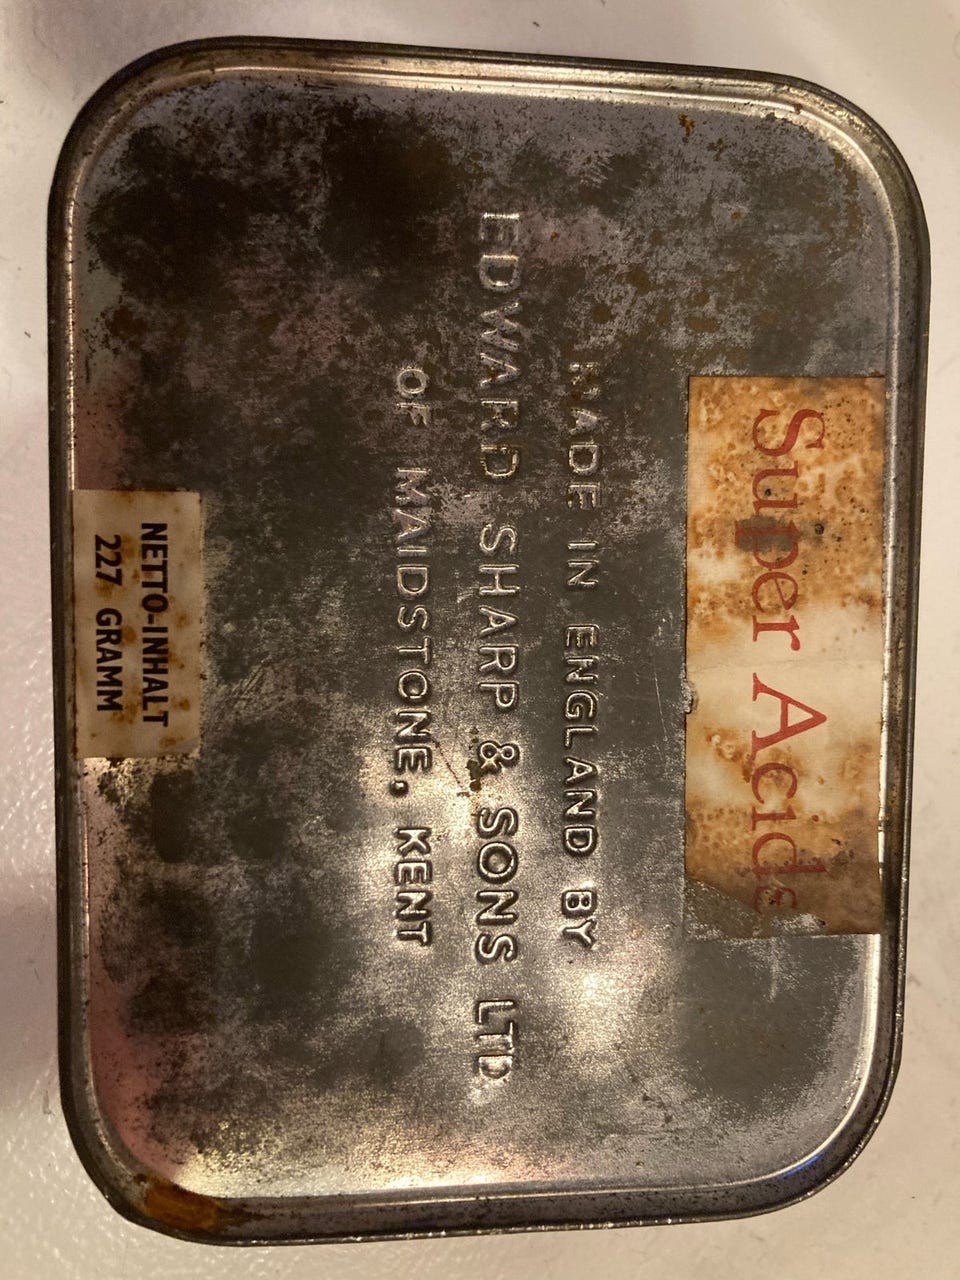 Super Acids
MADE IN ENGLAND BY
EDWARD SHARP & SONS LTD.
OF MAIDSTONE, KENT
NETTO-INHALT
227 GRAMM